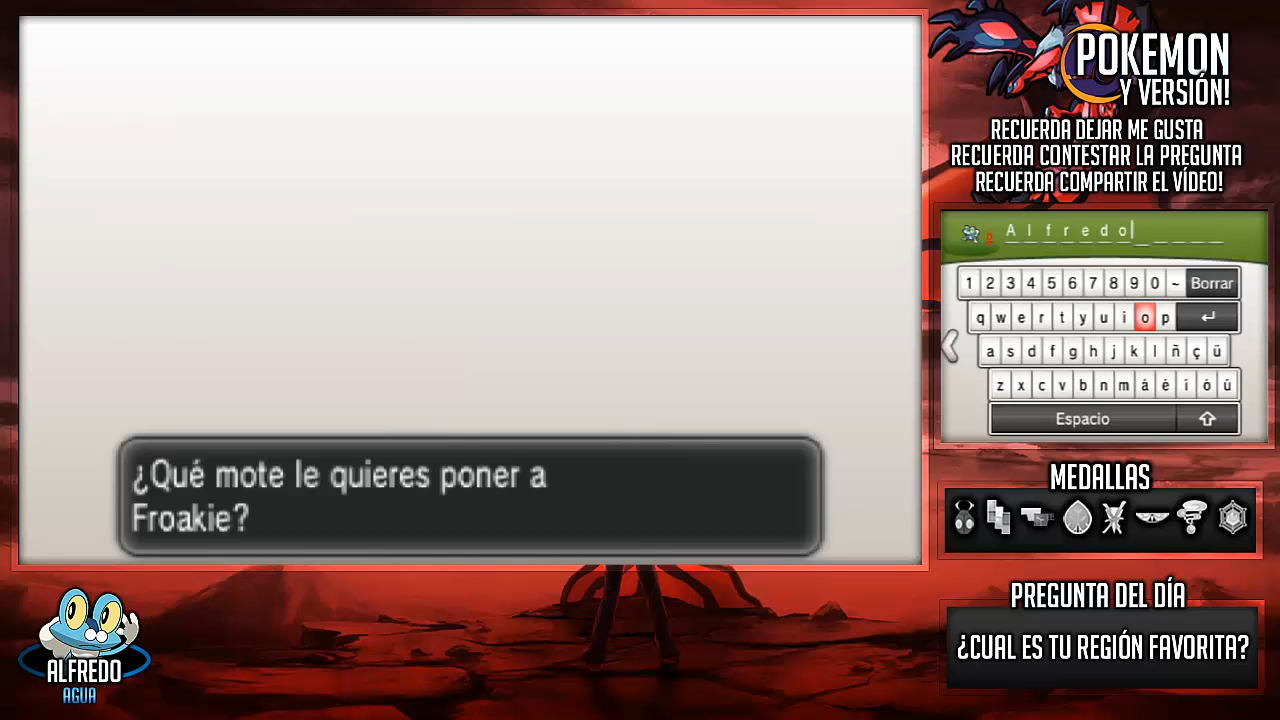 ¿Qué mote le quieres poner a
Froakie?
ALFREDO
AGUA
POKEMON
Y VERSIÓN!
RECUERDA DEJAR ME GUSTA
RECUERDA CONTESTAR LA PREGUNTA
RECUERDA COMPARTIR EL VÍDEO!
Alfredo
1 2 3 4 5 6 7 8 9 0 ~ Borrar
q w e r t y u i o p ↵
a s d f g h j k l ñ ç ü
z x c v b n m á é í ó ú
Espacio
MEDALLAS
PREGUNTA DEL DÍA
¿CUAL ES TU REGIÓN FAVORITA?